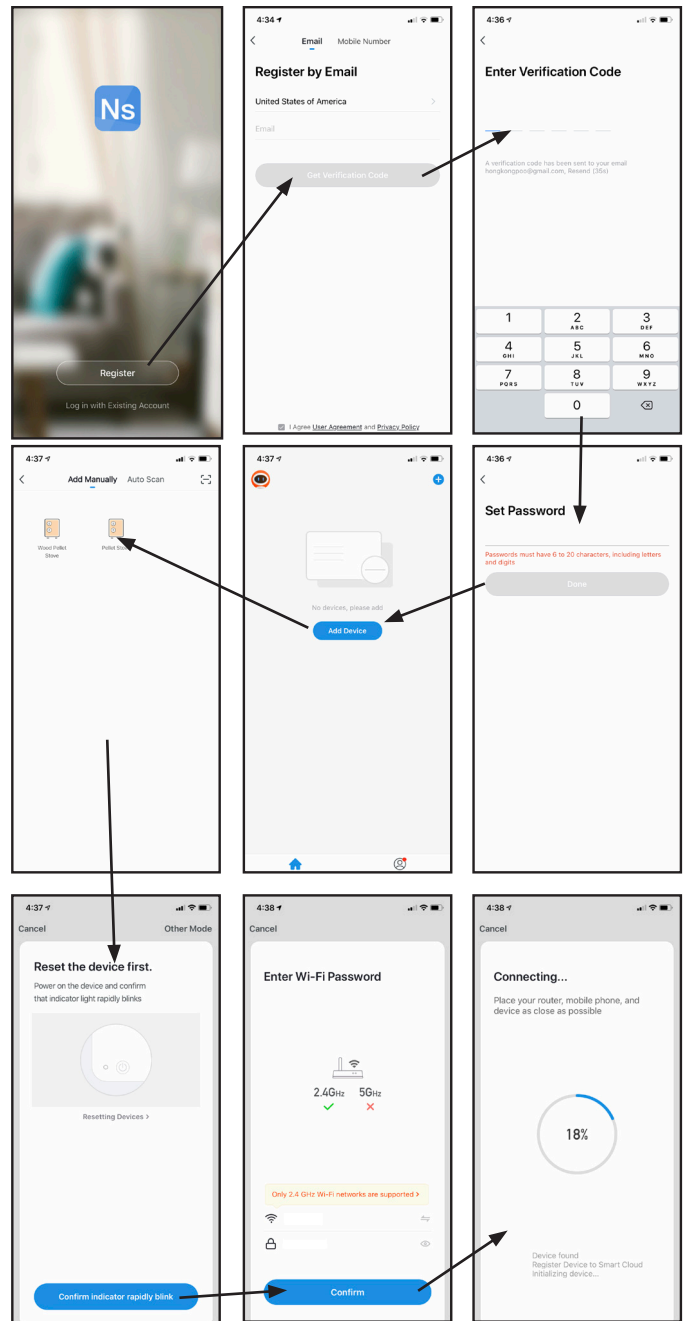 Ns
Register
Log in with Existing Account
4:34
Email Mobile Number
Register by Email
United States of America
Email
Get Verification Code
I Agree User Agreement and Privacy Policy
4:36
Enter Verification Code
A verification code has been sent to your email
hongkongpoo@gmail.com, Resend (36s)
1 2 3
ABC DEF
4 5 6
GHI JKL MNO
7 8 9
PQRS TUV WXYZ
0
4:37
Add Manually Auto Scan
Wood Pellet
Stove
Pellet Stove
4:37
No devices, please add
Add Device
4:36
Set Password
Passwords must have 6 to 20 characters, including letters
and digits
Done
4:37
Cancel Other Mode
Reset the device first.
Power on the device and confirm
that indicator light rapidly blinks
Resetting Devices >
Confirm indicator rapidly blink
4:38
Cancel
Enter Wi-Fi Password
2.4GHz 5GHz
Only 2.4 GHz Wi-Fi networks are supported >
Confirm
4:38
Cancel
Connecting...
Place your router, mobile phone, and
device as close as possible
18%
Device found
Register Device to Smart Cloud
Initializing device...